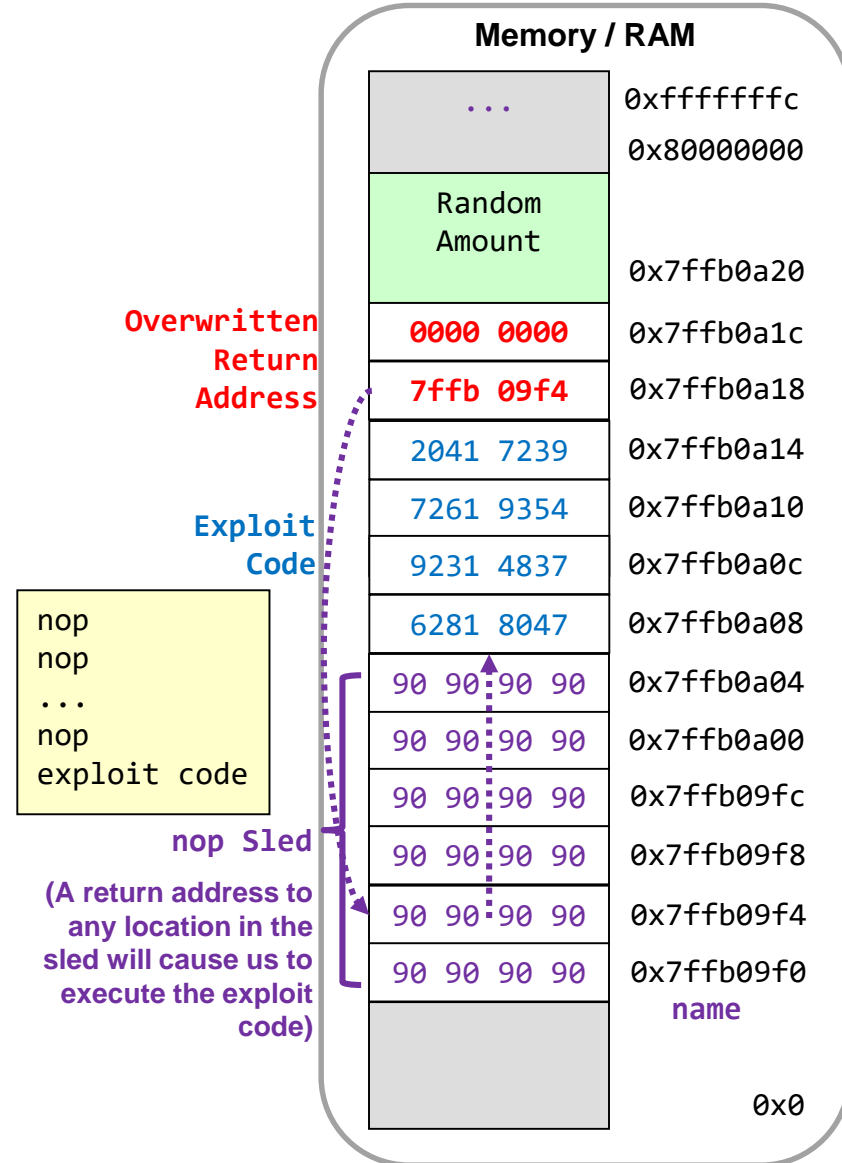 Memory / RAM
... 0xfffffffc
0x80000000
Random
Amount
0x7ffb0a20
Overwritten
Return
Address
0000 0000 0x7ffb0a1c
7ffb 09f4 0x7ffb0a18
2041 7239 0x7ffb0a14
Exploit
Code
7261 9354 0x7ffb0a10
9231 4837 0x7ffb0a0c
6281 8047 0x7ffb0a08
nop
nop
...
nop
exploit code
90 90 90 90 0x7ffb0a04
90 90 90 90 0x7ffb0a00
90 90 90 90 0x7ffb09fc
90 90 90 90 0x7ffb09f8
90 90 90 90 0x7ffb09f4
90 90 90 90 0x7ffb09f0
name
nop Sled
(A return address to
any location in the
sled will cause us to
execute the exploit
code)
0x0